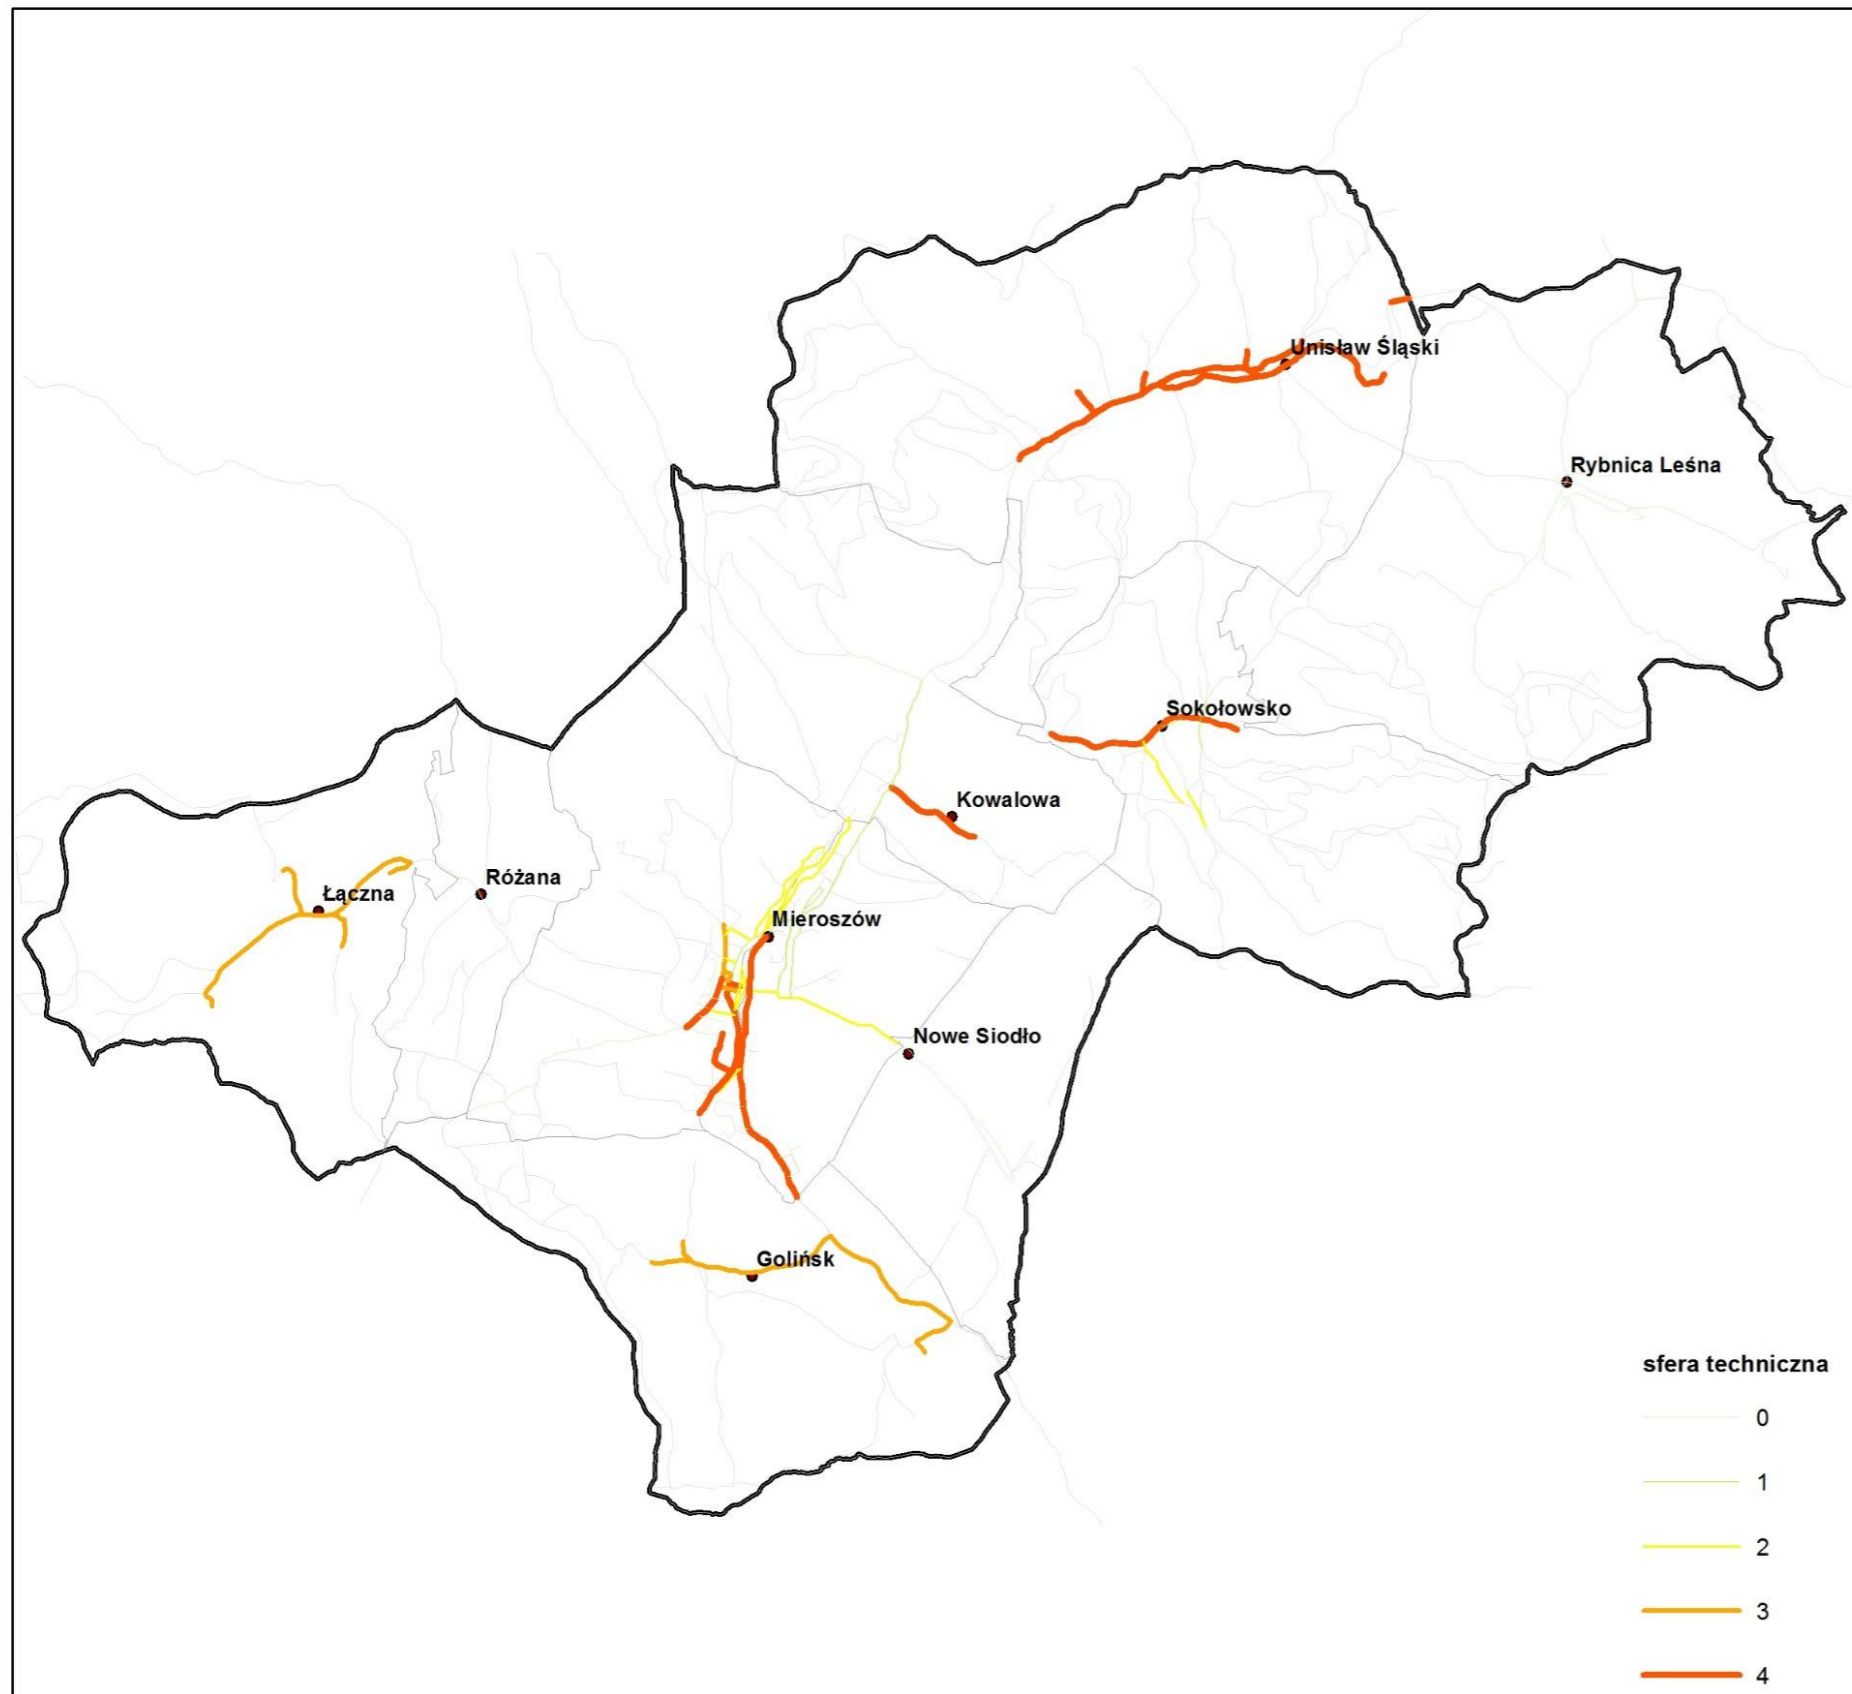 Unisław Śląski
Rybnica Leśna
Sokołowsko
Kowalowa
Różana
Łączna
Mieroszów
Nowe Siodło
Golińsk
sfera techniczna
0
1
2
3
4